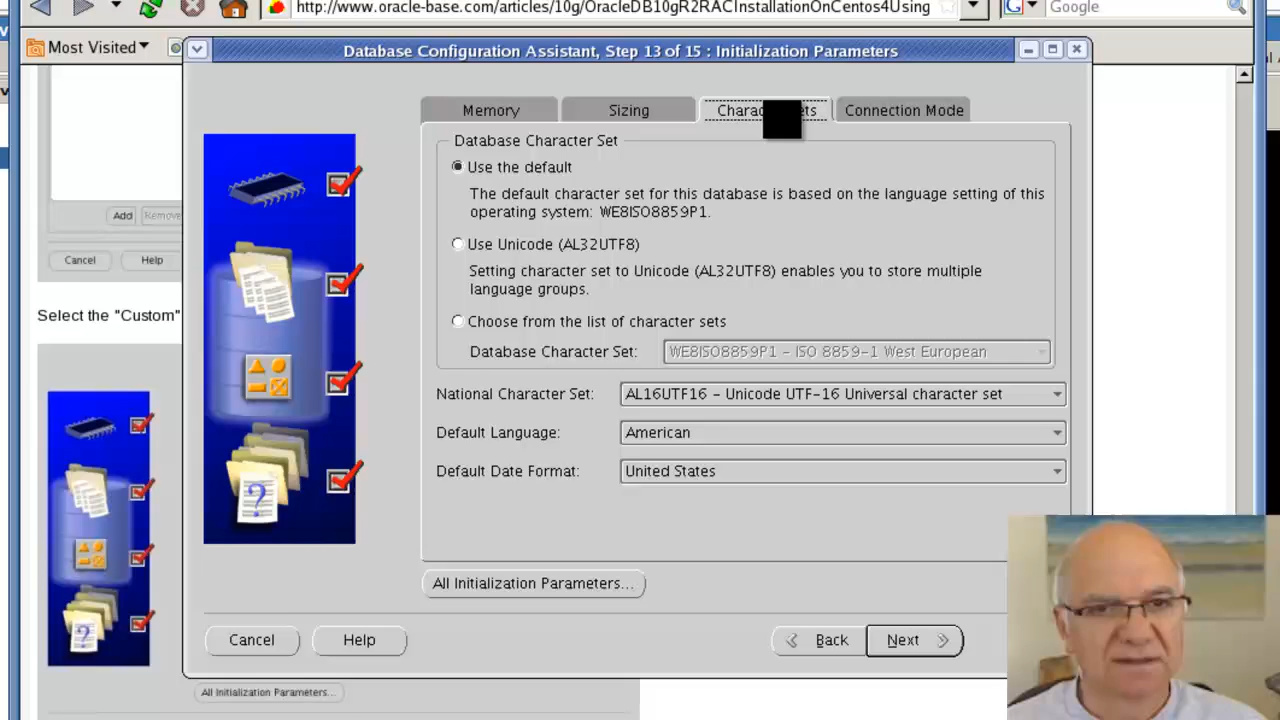 http://www.oracle-base.com/articles/10g/OracleDB10gR2RACInstallationOnCentos4Using
Google
Most Visited
Database Configuration Assistant, Step 13 of 15 : Initialization Parameters
Memory
Sizing
Connection Mode
Database Character Set
Use the default
The default character set for this database is based on the language setting of this
operating system: WE8ISO8859P1.
Use Unicode (AL32UTF8)
Setting character set to Unicode (AL32UTF8) enables you to store multiple
language groups.
Choose from the list of character sets
Database Character Set: WE8ISO8859P1 - ISO 8859-1 West European
National Character Set: AL16UTF16 - Unicode UTF-16 Universal character set
Default Language: American
Default Date Format: United States
All Initialization Parameters...
Cancel
Help
Back
Next
Add
Remove
Cancel
Help
Select the "Custom"
All Initialization Parameters...